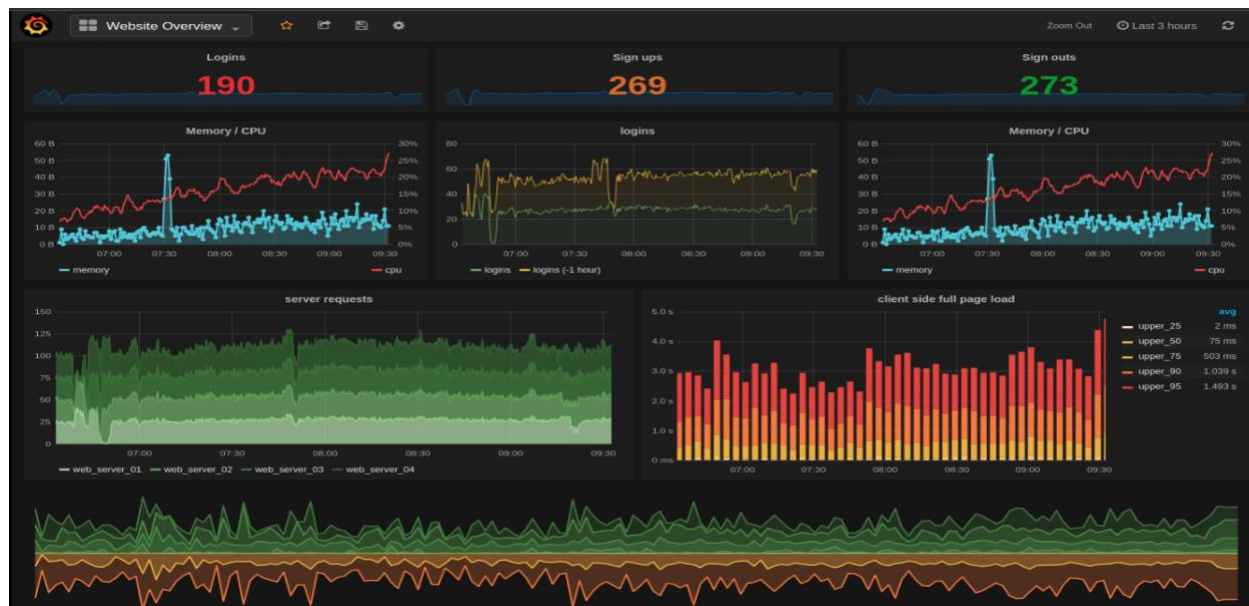 Website Overview Zoom Out Last 3 hours
Logins Sign ups Sign outs
190 269 273
Memory / CPU
60 B 30%
50 B 25%
40 B 20%
30 B 15%
20 B 10%
10 B 5%
0 B 0%
07:00 07:30 08:00 08:30 09:00 09:30
memory cpu
logins
80
60
40
20
0
07:00 07:30 08:00 08:30 09:00 09:30
logins logins (-1 hour)
Memory / CPU
60 B 30%
50 B 25%
40 B 20%
30 B 15%
20 B 10%
10 B 5%
0 B 0%
07:00 07:30 08:00 08:30 09:00 09:30
memory cpu
server requests
150
125
100
75
50
25
0
07:00 07:30 08:00 08:30 09:00 09:30
web_server_01 web_server_02 web_server_03 web_server_04
client side full page load
5.0 s
4.0 s
3.0 s
2.0 s
1.0 s
0 ms
07:00 07:30 08:00 08:30 09:00 09:30
avg
upper_25 2 ms
upper_50 75 ms
upper_75 503 ms
upper_90 1.039 s
upper_95 1.493 s